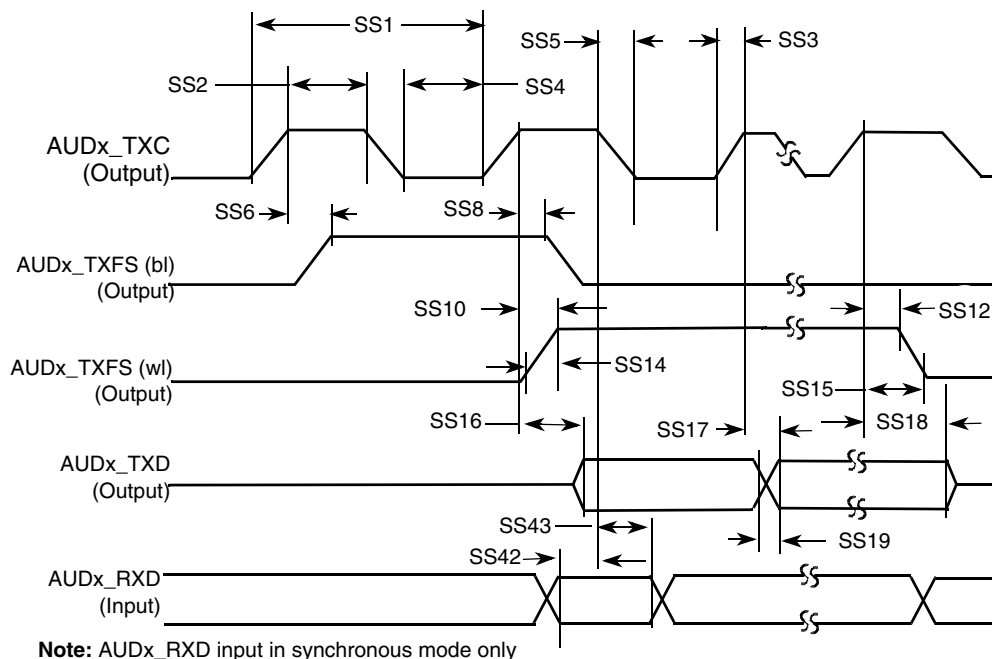 SS1
SS5
SS3
SS2
SS4
AUDx_TXC
(Output)
SS6
SS8
AUDx_TXFS (bl)
(Output)
SS10
SS12
AUDx_TXFS (wl)
(Output)
SS14
SS15
SS16
SS17
SS18
AUDx_TXD
(Output)
SS43
SS42
SS19
AUDx_RXD
(Input)
Note: AUDx_RXD input in synchronous mode only